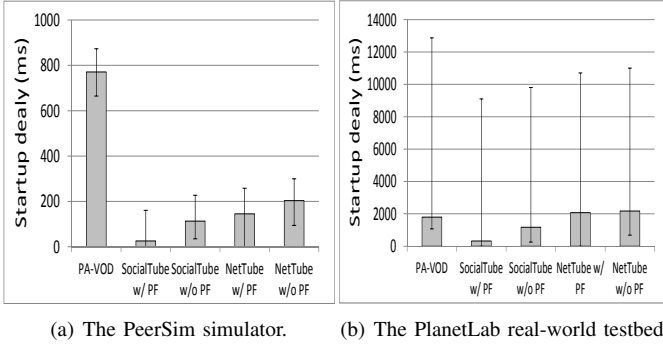 Startup dealy (ms)
1000
800
600
400
200
0
PA-VOD
SocialTube
w/ PF
SocialTube
w/o PF
NetTube
w/ PF
NetTube
w/o PF
(a) The PeerSim simulator.
Startup dealy (ms)
14000
12000
10000
8000
6000
4000
2000
0
PA-VOD
SocialTube
w/ PF
SocialTube
w/o PF
NetTube w/
PF
NetTube
w/o PF
(b) The PlanetLab real-world testbed